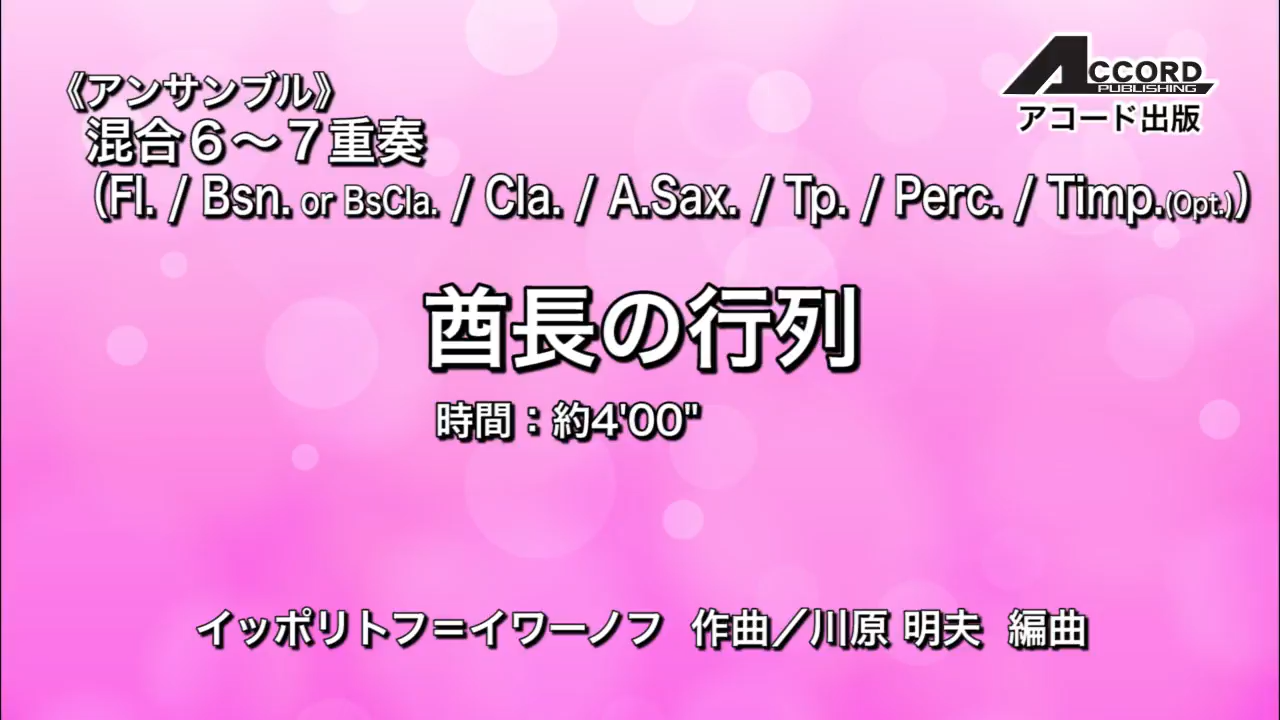 ACCORD
PUBLISHING
アコード出版
《アンサンブル》
混合６～７重奏
(Fl. / Bsn. or BsCla. / Cla. / A.Sax. / Tp. / Perc. / Timp.(Opt.))
酋長の行列
時間：約4'00"
イッポリトフ＝イワーノフ 作曲／川原 明夫 編曲